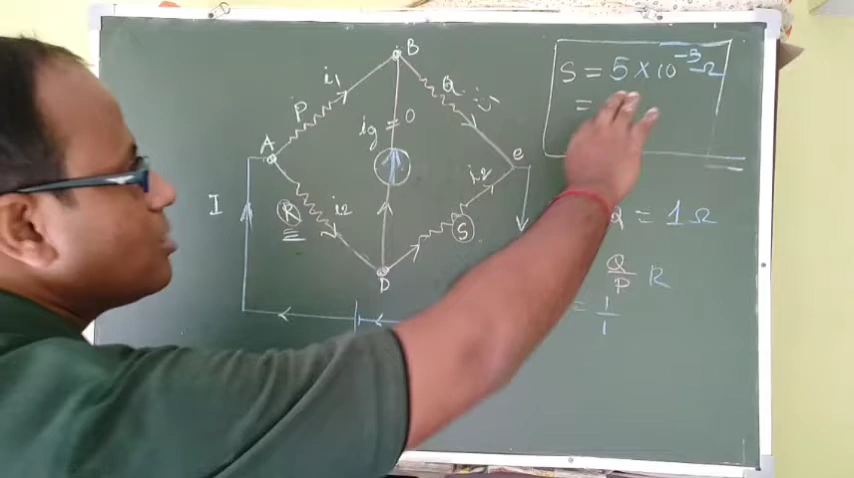 B
i₁
P
Q
i₁
ig = 0
A
C
I
R
i₂
i₂
S
D
S = 5 × 10⁻³ Ω
=
Q = 1 Ω
Q/P R
= 1/1